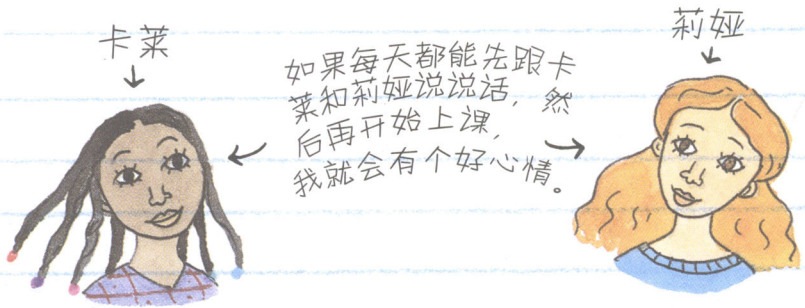 卡莱
莉娅
如果每天都能先跟卡
莱和莉娅说说话，然
后再开始上课，
我就会有个好心情。